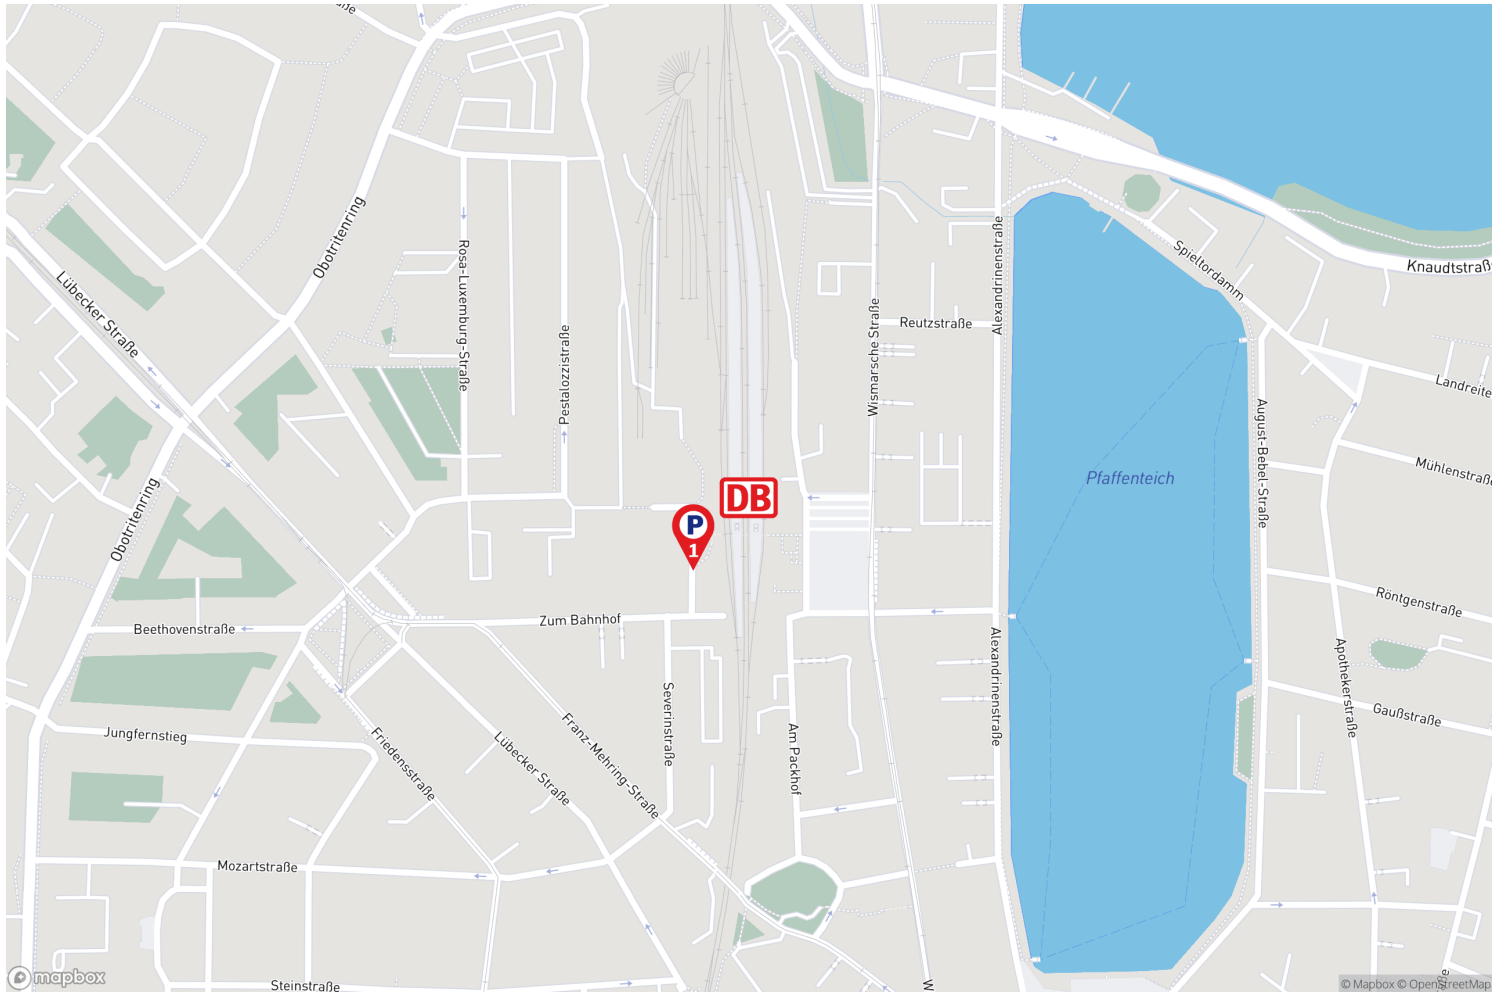 Obotritenring
Lübecker Straße
Rosa-Luxemburg-Straße
Pestalozzistraße
Wismarsche Straße
Alexandrinenstraße
Reutzstraße
Spieltordamm
Knaudtstraß
Landreite
Mühlenstraße
August-Bebel-Straße
Pfaffenteich
DB
P
1
Obotritenring
Beethovenstraße
Zum Bahnhof
Röntgenstraße
Apothekerstraße
Gaußstraße
Alexandrinenstraße
Severinstraße
Am Packhof
Jungfernstieg
Friedensstraße
Lübecker Straße
Franz-Mehring-Straße
Mozartstraße
Steinstraße
W
mapbox
© Mapbox © OpenStreetMap